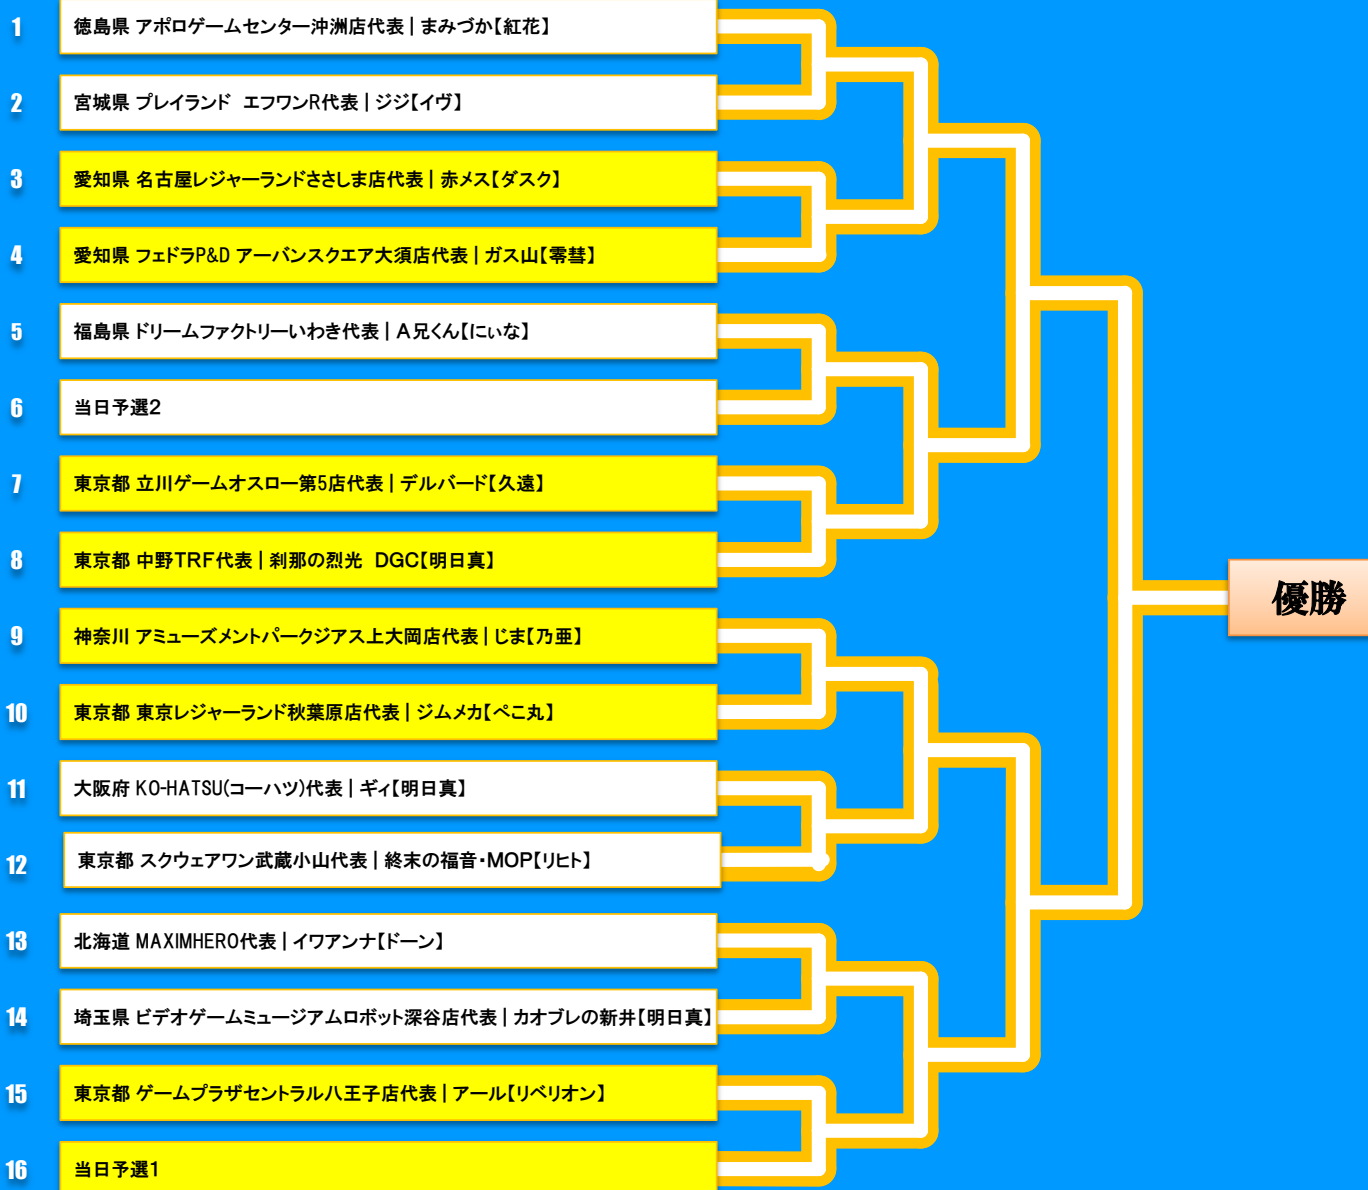 1 徳島県 アポロゲームセンター沖洲店代表 | まみづか【紅花】
2 宮城県 プレイランド　エフワンR代表 | ジジ【イヴ】
3 愛知県 名古屋レジャーランドささしま店代表 | 赤メス【ダスク】
4 愛知県 フェドラP&D アーバンスクエア大須店代表 | ガス山【零彗】
5 福島県 ドリームファクトリーいわき代表 | A兄くん【にぃな】
6 当日予選2
7 東京都 立川ゲームオスロー第5店代表 | デルバード【久遠】
8 東京都 中野TRF代表 | 刹那の烈光　DGC【明日真】
優勝
9 神奈川 アミューズメントパークジアス上大岡店代表 | じま【乃亜】
10 東京都 東京レジャーランド秋葉原店代表 | ジムメカ【ぺこ丸】
11 大阪府 KO-HATSU(コーハツ)代表 | ギィ【明日真】
12 東京都 スクウェアワン武蔵小山代表 | 終末の福音・MOP【リヒト】
13 北海道 MAXIMHERO代表 | イワアンナ【ドーン】
14 埼玉県 ビデオゲームミュージアムロボット深谷店代表 | カオブレの新井【明日真】
15 東京都 ゲームプラザセントラル八王子店代表 | アール【リベリオン】
16 当日予選1